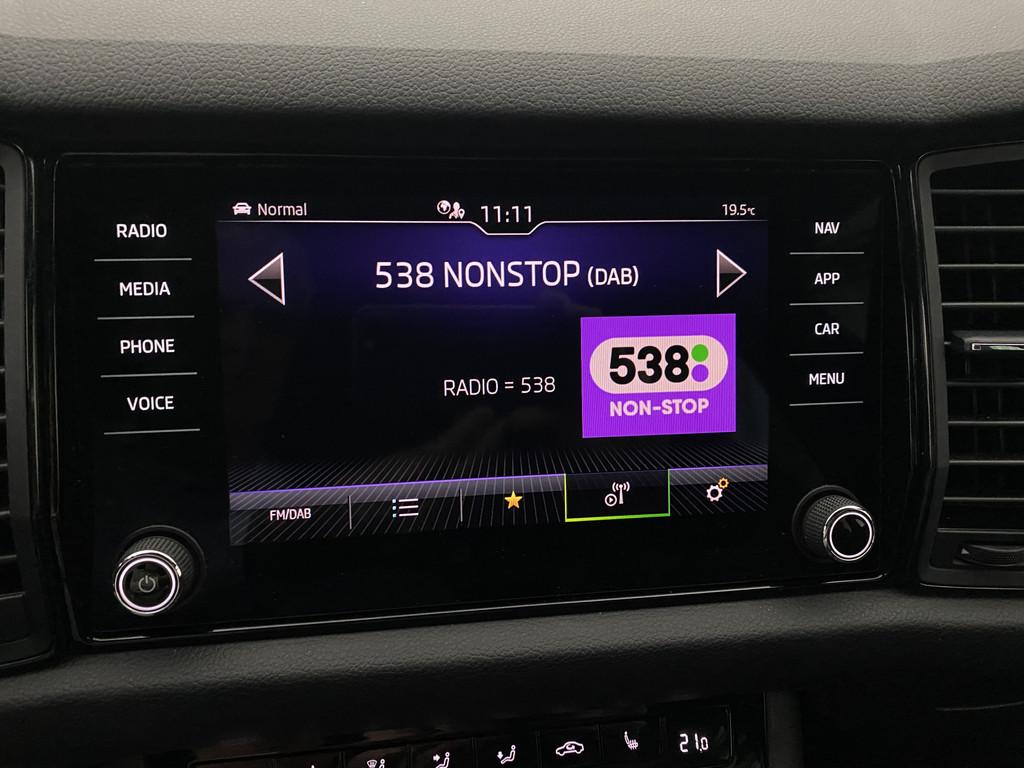 Normal
11:11
19.5°C
RADIO
MEDIA
PHONE
VOICE
538 NONSTOP (DAB)
RADIO = 538
538
NON-STOP
FM/DAB
NAV
APP
CAR
MENU
21.0